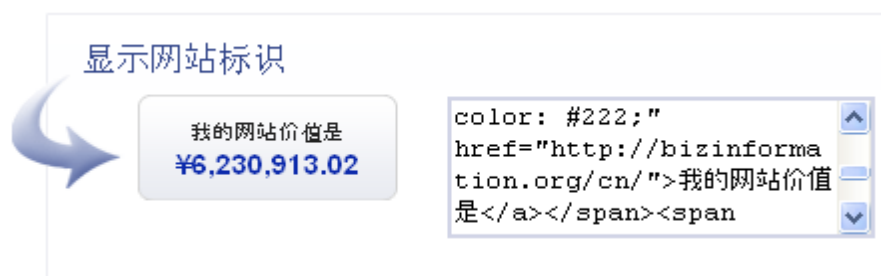 显示网站标识
我的网站价值是
¥6,230,913.02
color: #222;"
href="http://bizinforma
tion.org/cn/">我的网站价值
是</a></span><span